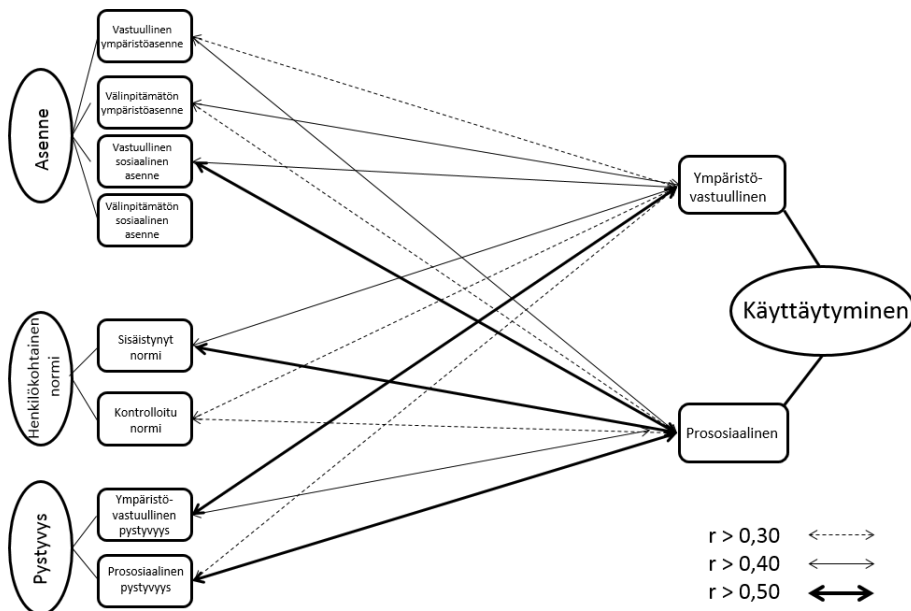 Asenne
Vastuullinen
ympäristöasenne
Välinpitämätön
ympäristöasenne
Vastuullinen
sosiaalinen
asenne
Välinpitämätön
sosiaalinen
asenne
Henkilökohtainen
normi
Sisäistynyt
normi
Kontrolloitu
normi
Pystyvys
Ympäristö-
vastuullinen
pystyvyys
Prososiaalinen
pystyvyys
Ympäristö-
vastuullinen
Käyttäytyminen
Prososiaalinen
r > 0,30
r > 0,40
r > 0,50